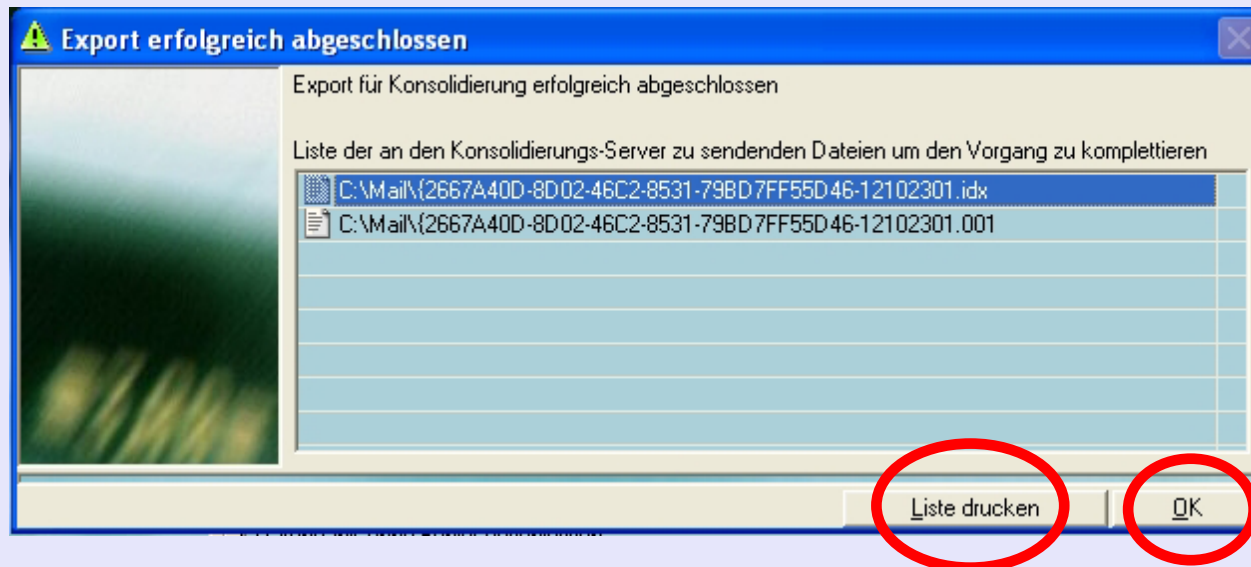 Export erfolgreich abgeschlossen
Export für Konsolidierung erfolgreich abgeschlossen
Liste der an den Konsolidierungs-Server zu sendenden Dateien um den Vorgang zu komplettieren
C:\Mail\{2667A40D-8D02-46C2-8531-79BD7FF55D46-12102301.idx
C:\Mail\{2667A40D-8D02-46C2-8531-79BD7FF55D46-12102301.001
Liste drucken OK